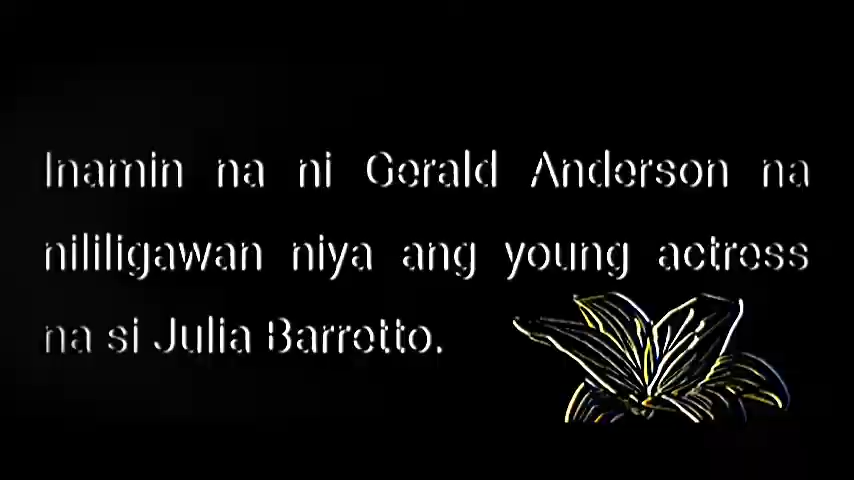 Inamin na ni Gerald Anderson na
nililigawan niya ang young actress
na si Julia Barretto.